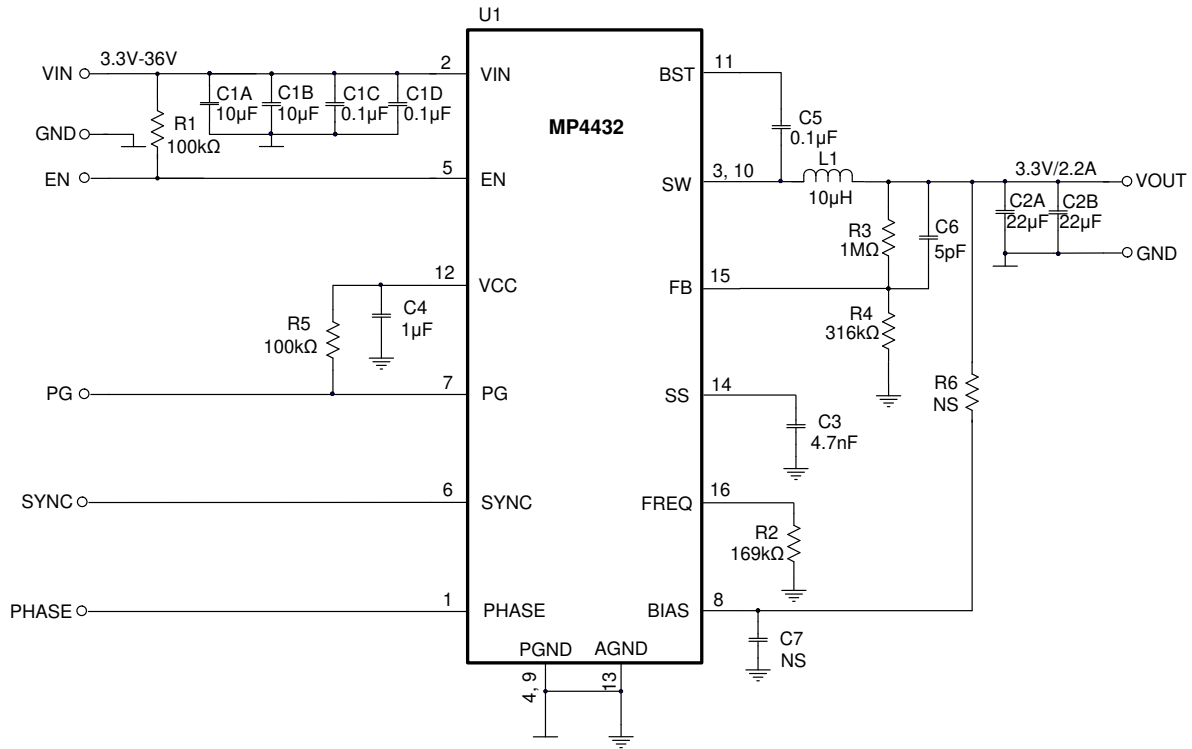 U1
VIN
3.3V-36V
2
VIN
C1A
10µF
C1B
10µF
C1C
0.1µF
C1D
0.1µF
GND
R1
100kΩ
EN
5
EN
MP4432
BST
11
C5
0.1µF
SW
3, 10
L1
10µH
3.3V/2.2A
VOUT
C2A
22µF
C2B
22µF
GND
R3
1MΩ
C6
5pF
12
VCC
C4
1µF
R5
100kΩ
FB
15
R4
316kΩ
PG
7
PG
SS
14
C3
4.7nF
R6
NS
SYNC
6
SYNC
FREQ
16
R2
169kΩ
PHASE
1
PHASE
BIAS
8
C7
NS
PGND
AGND
4, 9
13